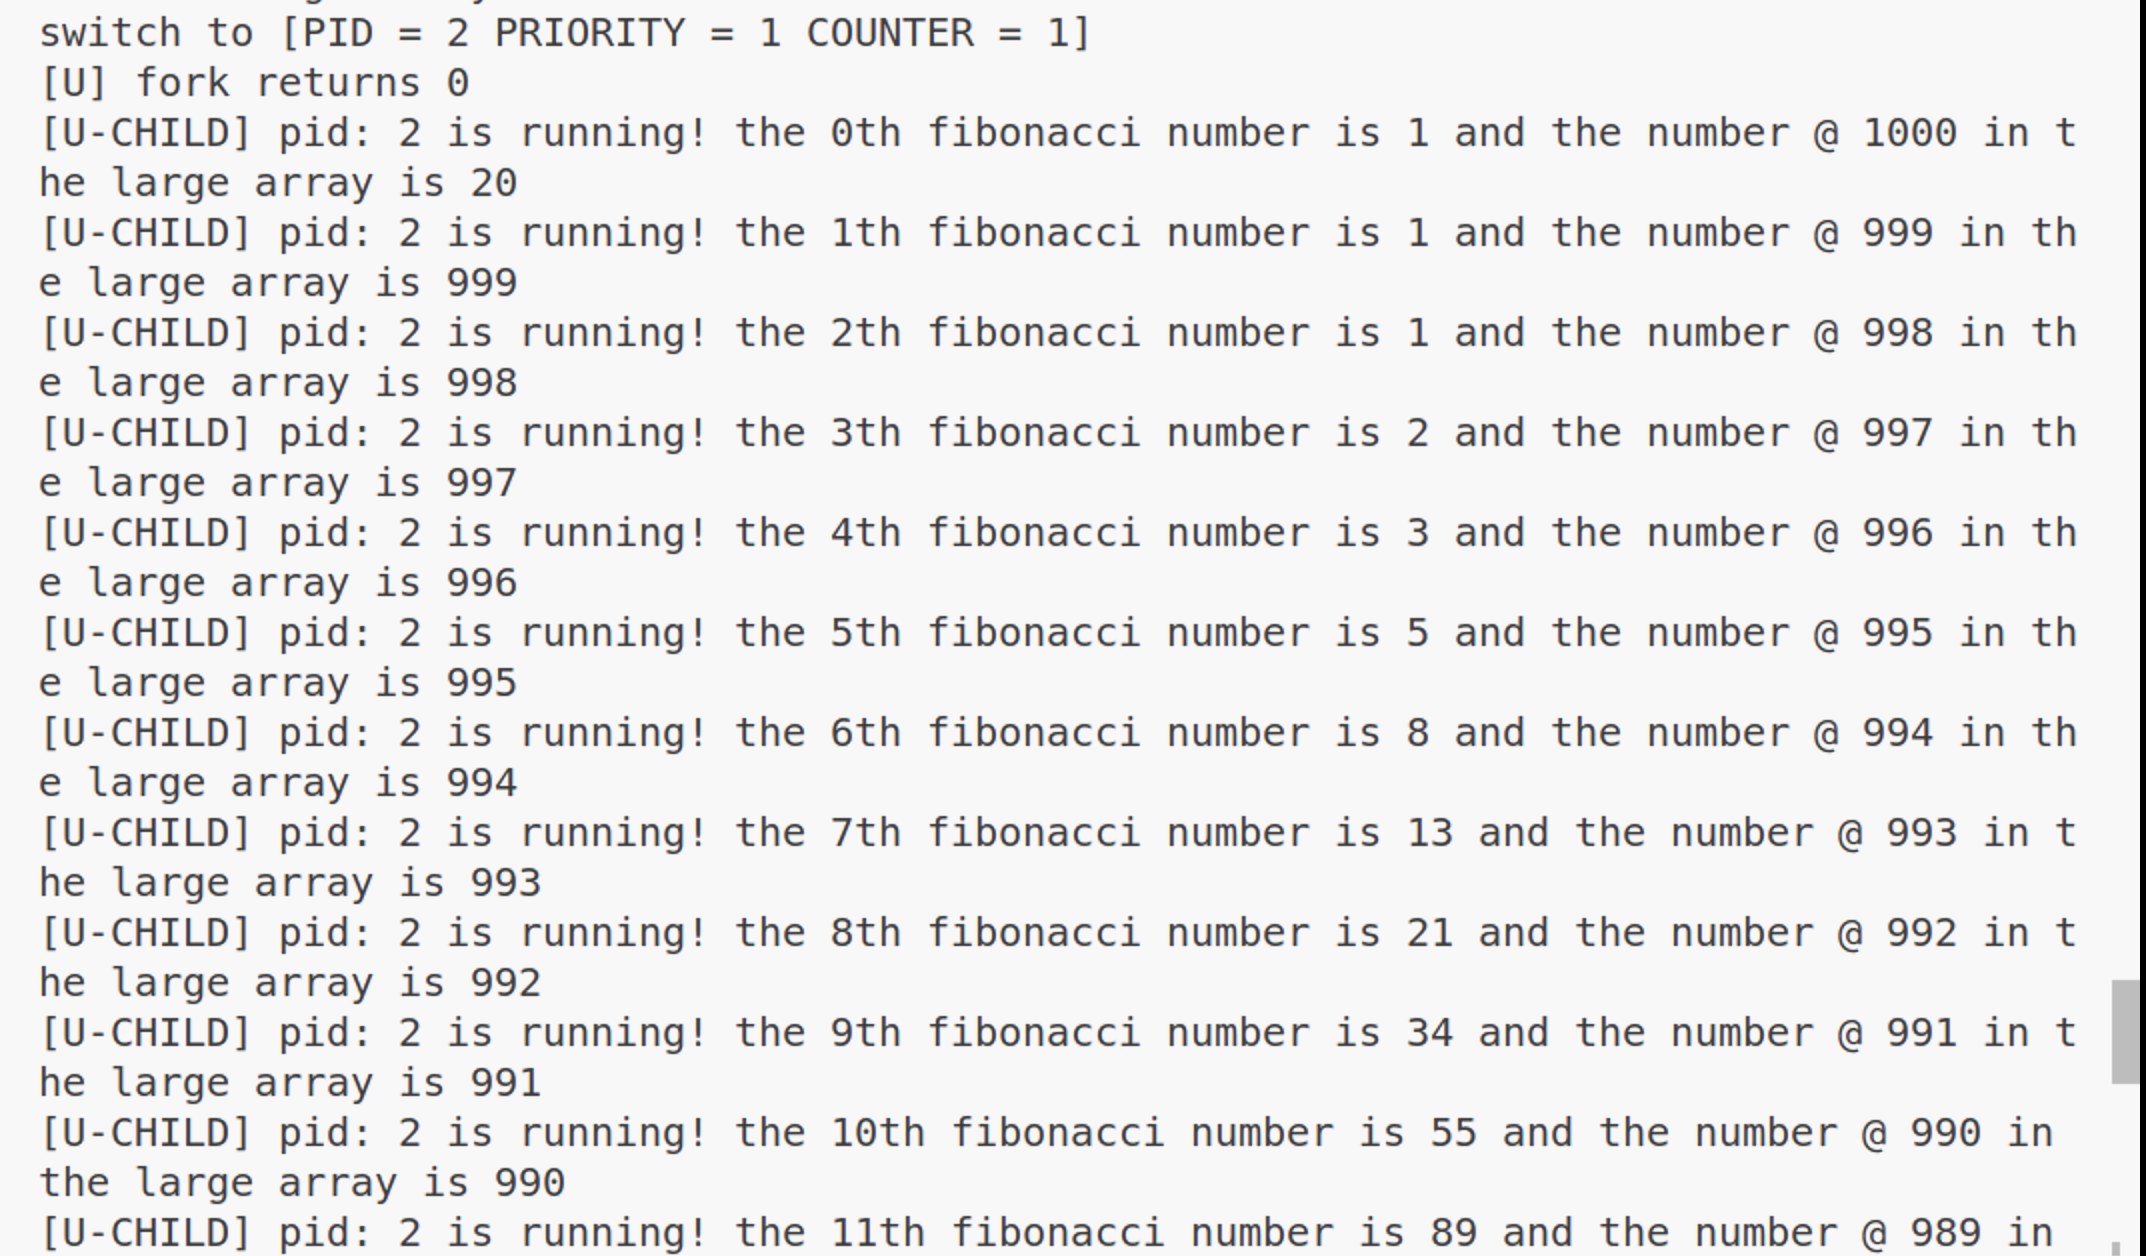 switch to [PID = 2 PRIORITY = 1 COUNTER = 1]
[U] fork returns 0
[U-CHILD] pid: 2 is running! the 0th fibonacci number is 1 and the number @ 1000 in t
he large array is 20
[U-CHILD] pid: 2 is running! the 1th fibonacci number is 1 and the number @ 999 in th
e large array is 999
[U-CHILD] pid: 2 is running! the 2th fibonacci number is 1 and the number @ 998 in th
e large array is 998
[U-CHILD] pid: 2 is running! the 3th fibonacci number is 2 and the number @ 997 in th
e large array is 997
[U-CHILD] pid: 2 is running! the 4th fibonacci number is 3 and the number @ 996 in th
e large array is 996
[U-CHILD] pid: 2 is running! the 5th fibonacci number is 5 and the number @ 995 in th
e large array is 995
[U-CHILD] pid: 2 is running! the 6th fibonacci number is 8 and the number @ 994 in th
e large array is 994
[U-CHILD] pid: 2 is running! the 7th fibonacci number is 13 and the number @ 993 in t
he large array is 993
[U-CHILD] pid: 2 is running! the 8th fibonacci number is 21 and the number @ 992 in t
he large array is 992
[U-CHILD] pid: 2 is running! the 9th fibonacci number is 34 and the number @ 991 in t
he large array is 991
[U-CHILD] pid: 2 is running! the 10th fibonacci number is 55 and the number @ 990 in
the large array is 990
[U-CHILD] pid: 2 is running! the 11th fibonacci number is 89 and the number @ 989 in